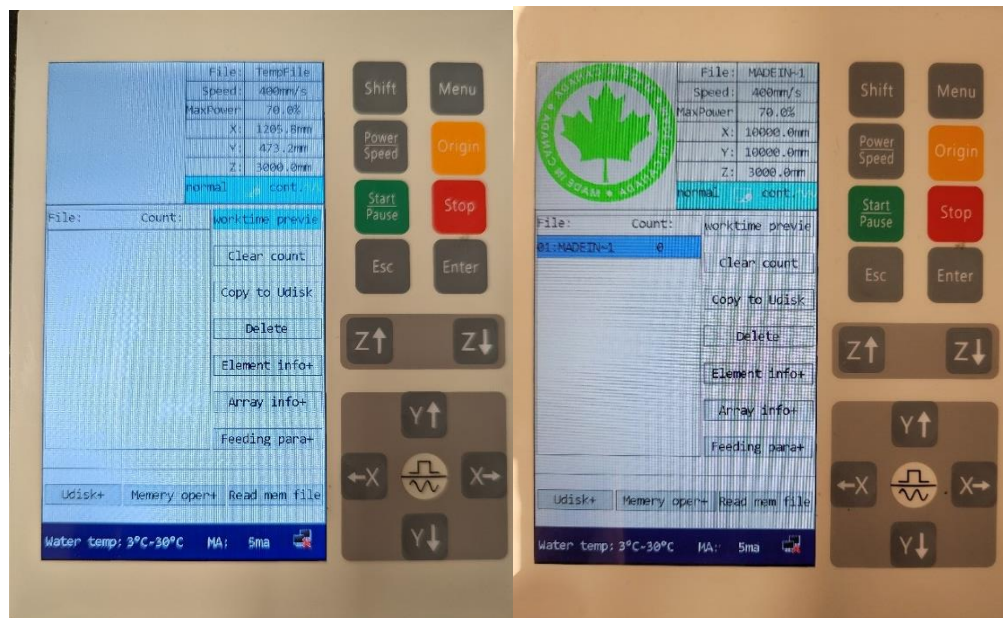 File: TempFile
Speed: 400mm/s
MaxPower 70.0%
X: 1205.8mm
Y: 473.2mm
Z: 3000.0mm
normal cont.
File: Count:
worktime previe
Clear count
Copy to Udisk
Delete
Element info+
Array info+
Feeding para+
Udisk+ Memery oper+ Read mem file
Water temp: 3°C-30°C MA: 5ma
Shift Menu
Power
Speed
Origin
Start
Pause
Stop
Esc Enter
Z↑ Z↓
Y↑
←X X→
Y↓
MADE IN CANADA
File: MADEIN~1
Speed: 400mm/s
MaxPower 70.0%
X: 10000.0mm
Y: 10000.0mm
Z: 3000.0mm
normal cont.
File: Count:
01:MADEIN~1 0
worktime previe
Clear count
Copy to Udisk
Delete
Element info+
Array info+
Feeding para+
Udisk+ Memery oper+ Read mem file
Water temp: 3°C-30°C MA: 5ma
Shift Menu
Power
Speed
Origin
Start
Pause
Stop
Esc Enter
Z↑ Z↓
Y↑
←X X→
Y↓